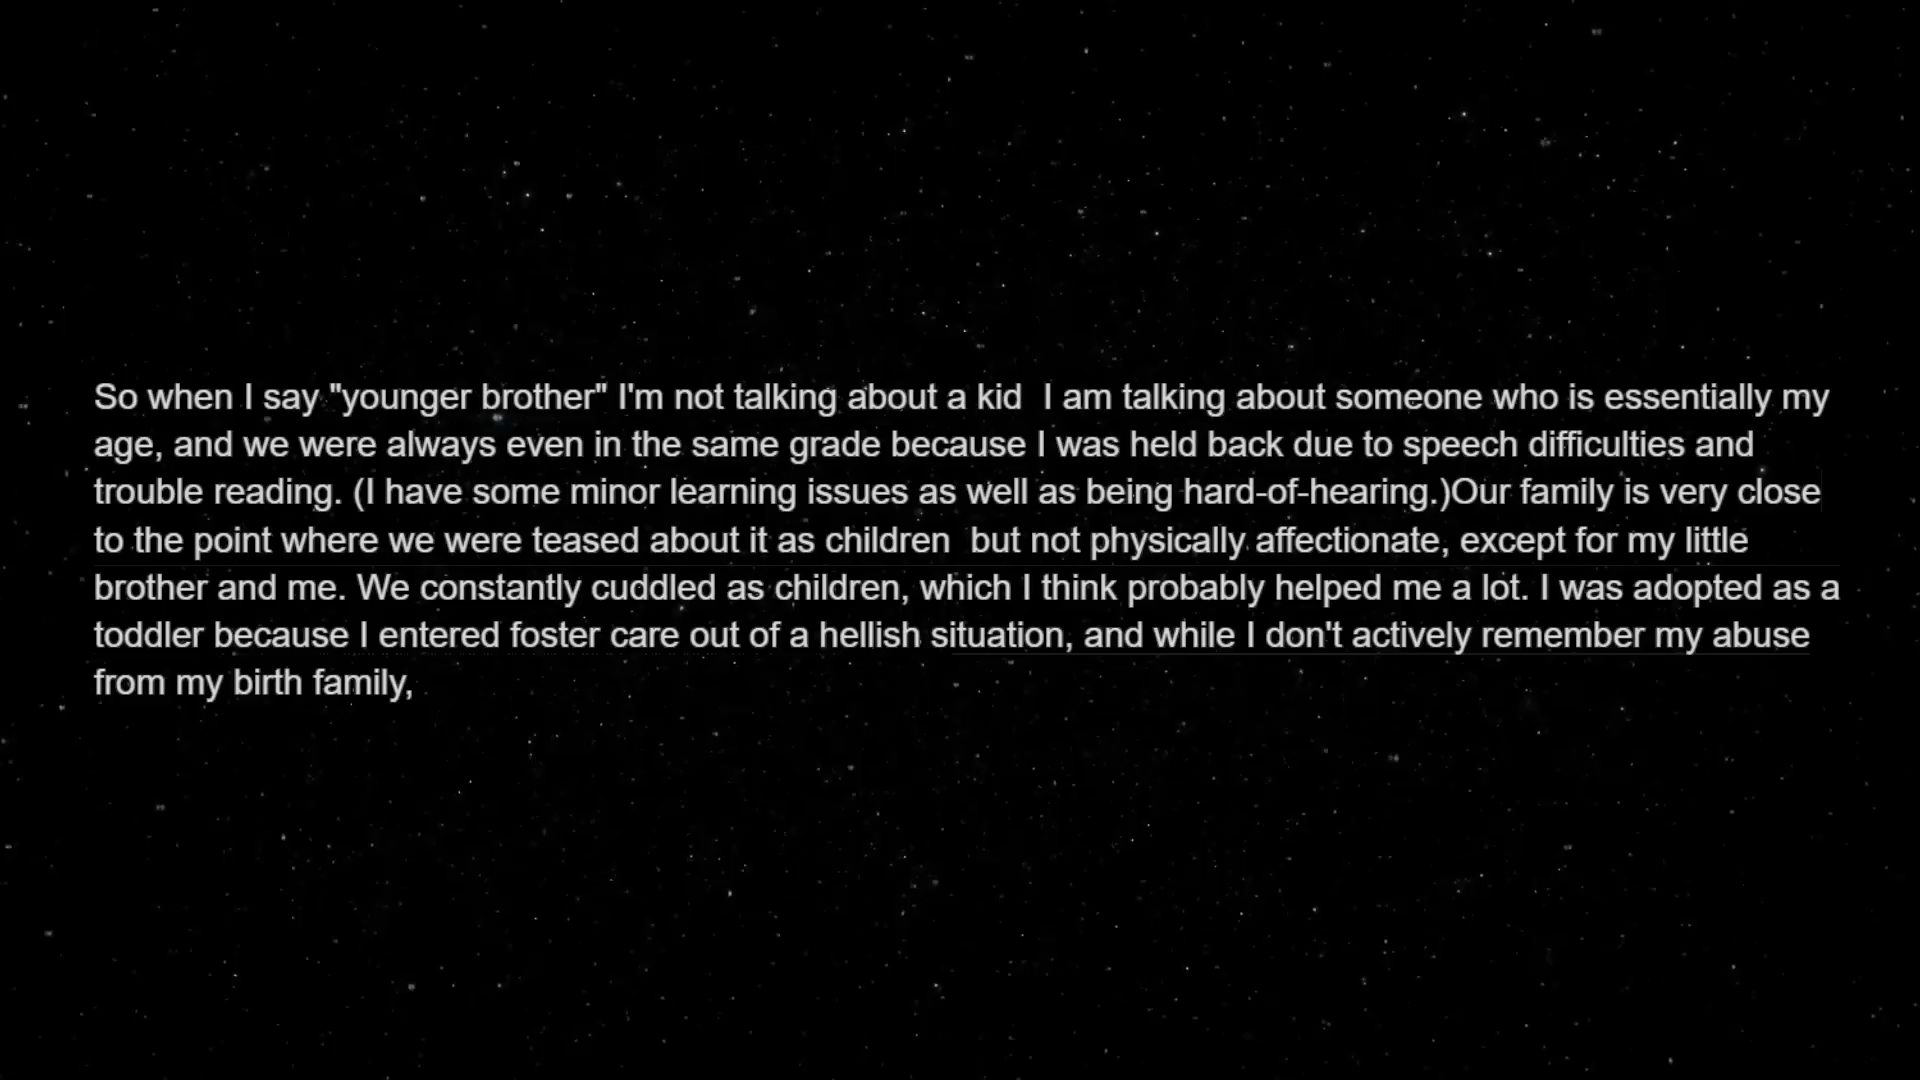 So when I say "younger brother" I'm not talking about a kid  I am talking about someone who is essentially my
age, and we were always even in the same grade because I was held back due to speech difficulties and
trouble reading. (I have some minor learning issues as well as being hard-of-hearing.)Our family is very close
to the point where we were teased about it as children  but not physically affectionate, except for my little
brother and me. We constantly cuddled as children, which I think probably helped me a lot. I was adopted as a
toddler because I entered foster care out of a hellish situation, and while I don't actively remember my abuse
from my birth family,